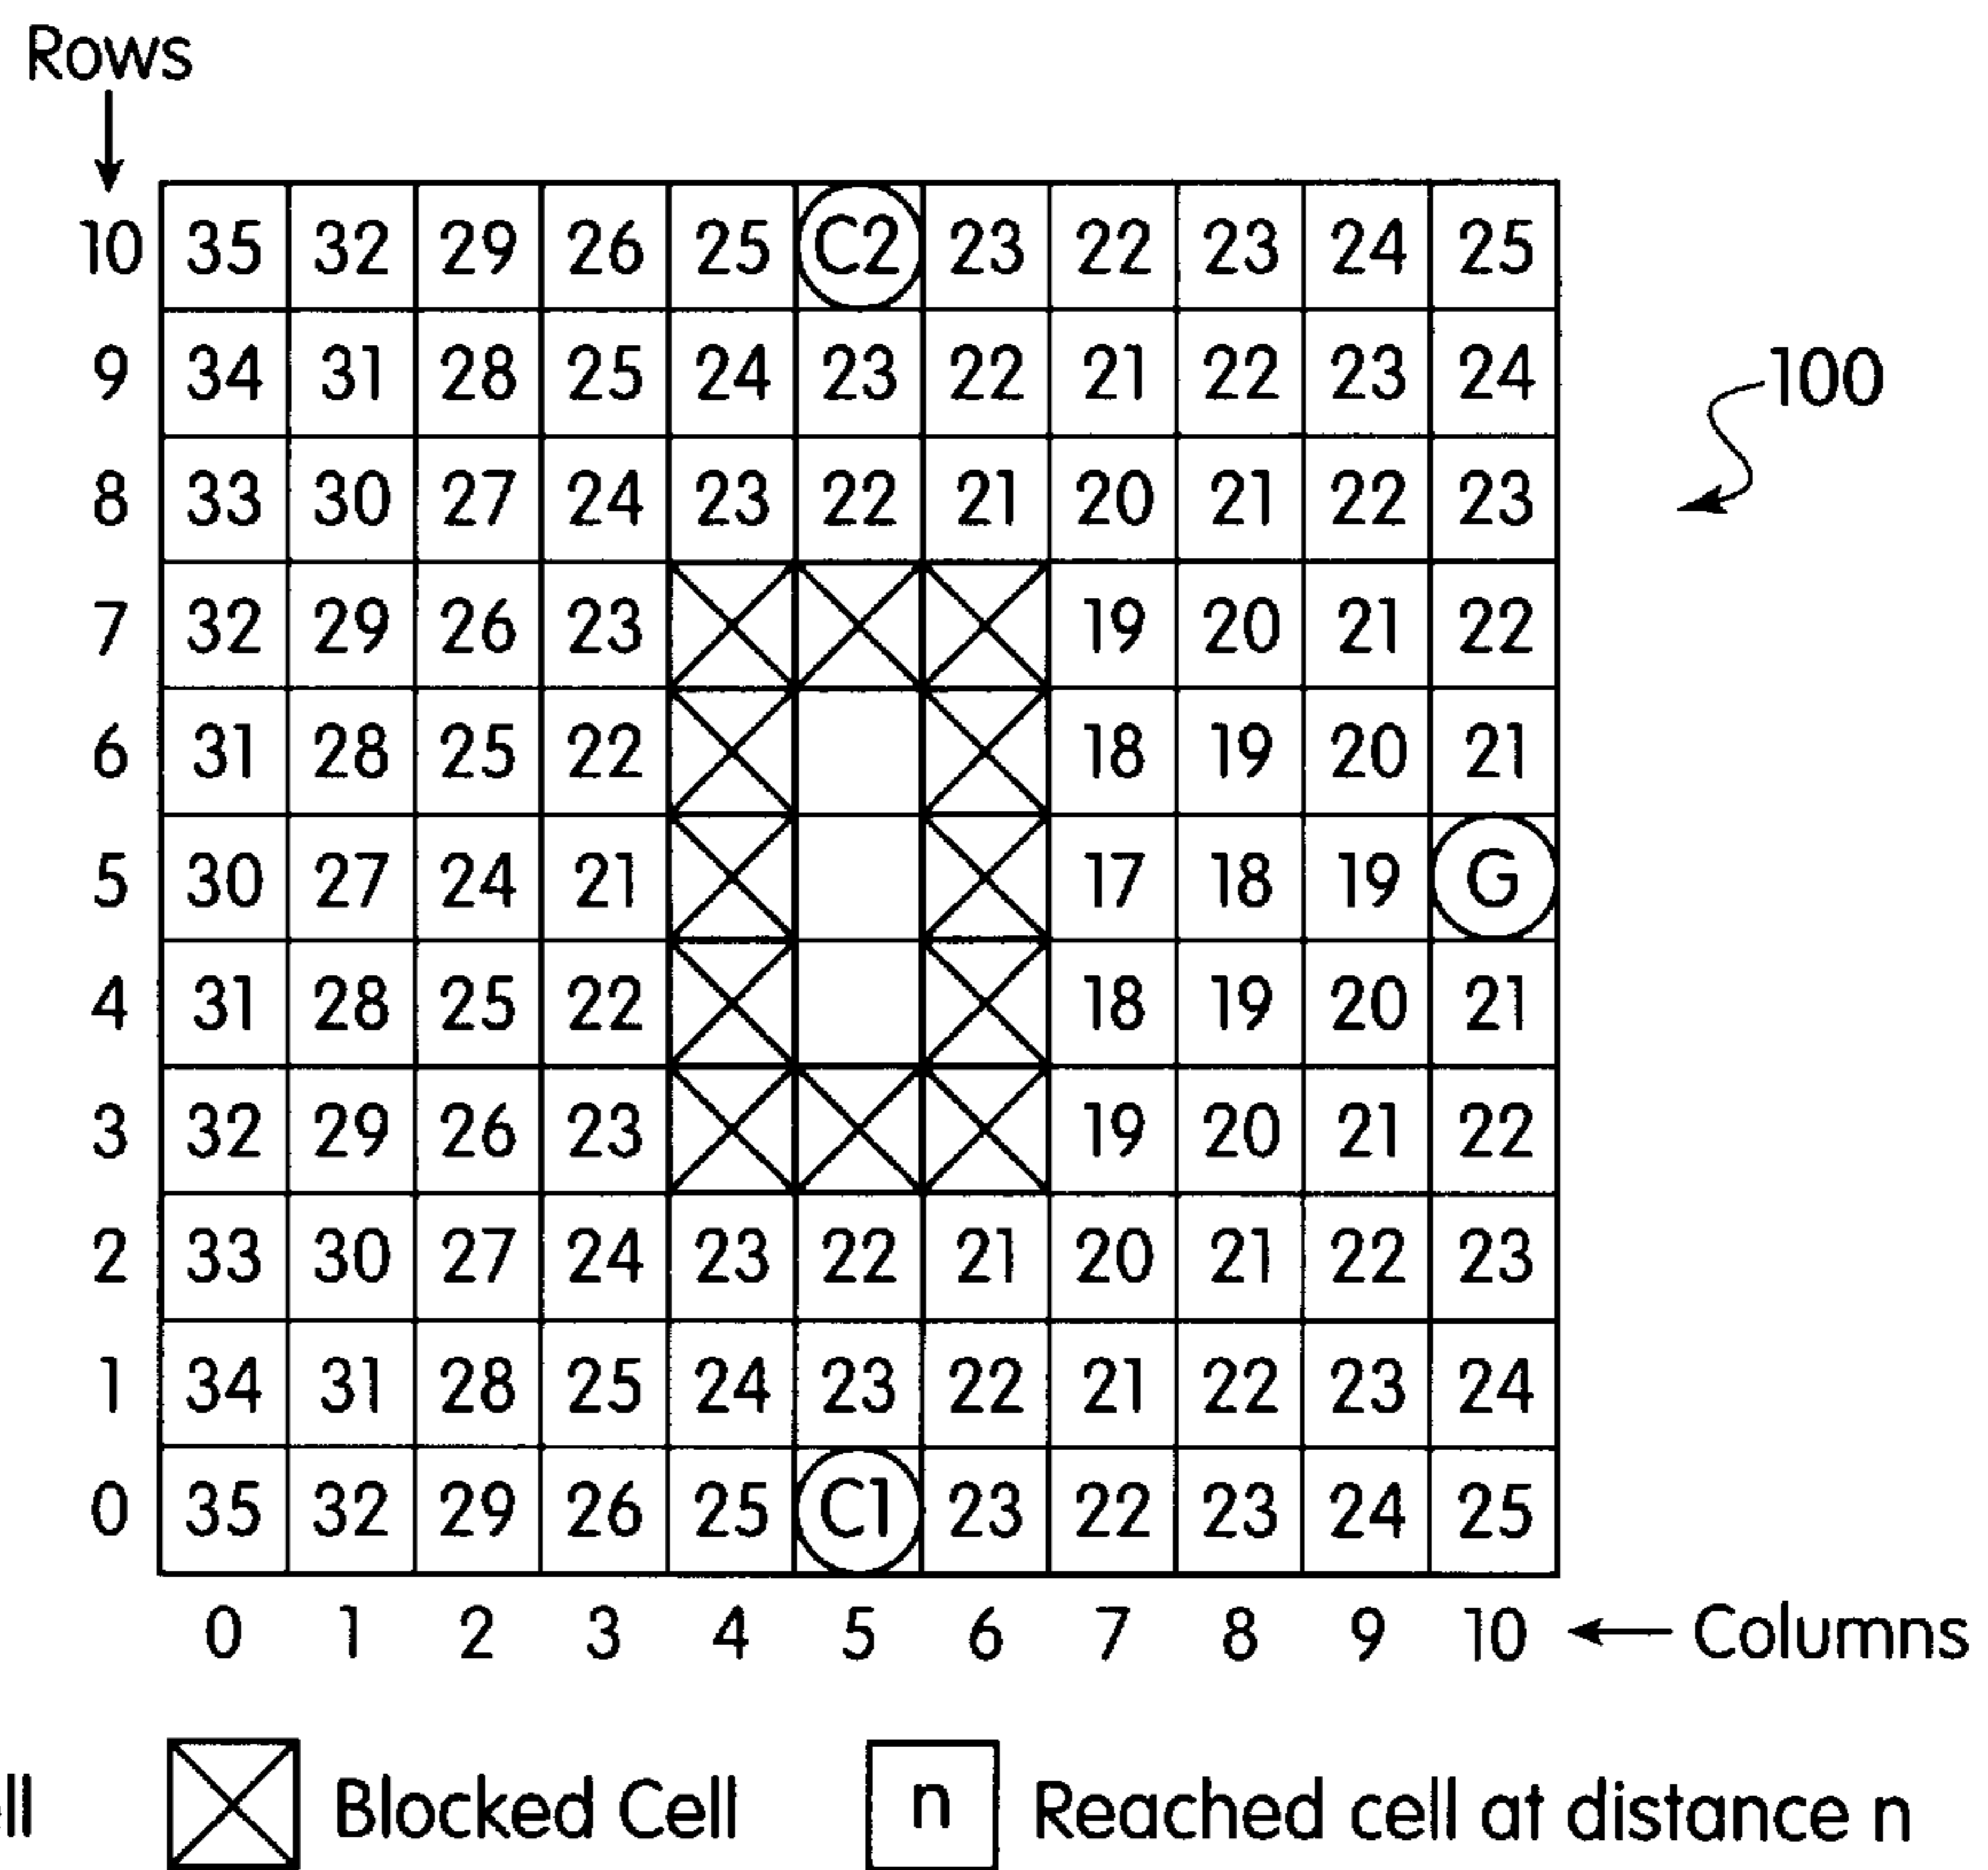 Rows
10 35 32 29 26 25 C2 23 22 23 24 25
9 34 31 28 25 24 23 22 21 22 23 24
100
8 33 30 27 24 23 22 21 20 21 22 23
7 32 29 26 23 19 20 21 22
6 31 28 25 22 18 19 20 21
5 30 27 24 21 17 18 19 G
4 31 28 25 22 18 19 20 21
3 32 29 26 23 19 20 21 22
2 33 30 27 24 23 22 21 20 21 22 23
1 34 31 28 25 24 23 22 21 22 23 24
0 35 32 29 26 25 C1 23 22 23 24 25
0 1 2 3 4 5 6 7 8 9 10 Columns
ll Blocked Cell n Reached cell at distance n